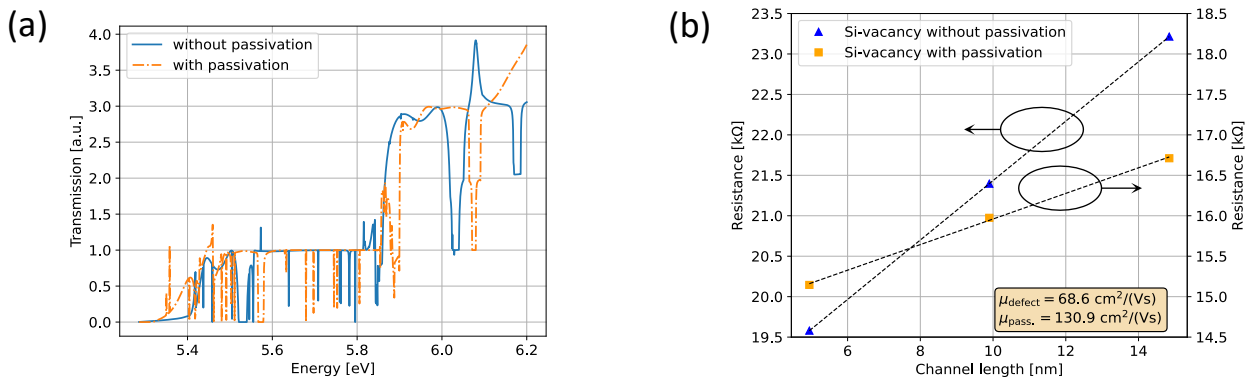 (a)
without passivation
with passivation
4.0
3.5
3.0
2.5
2.0
1.5
1.0
0.5
0.0
Transmission [a.u.]
5.4
5.6
5.8
6.0
6.2
Energy [eV]
(b)
Si-vacancy without passivation
Si-vacancy with passivation
23.5
23.0
22.5
22.0
21.5
21.0
20.5
20.0
19.5
Resistance [kΩ]
18.5
18.0
17.5
17.0
16.5
16.0
15.5
15.0
14.5
Resistance [kΩ]
μdefect = 68.6 cm²/(Vs)
μpass. = 130.9 cm²/(Vs)
6
8
10
12
14
Channel length [nm]